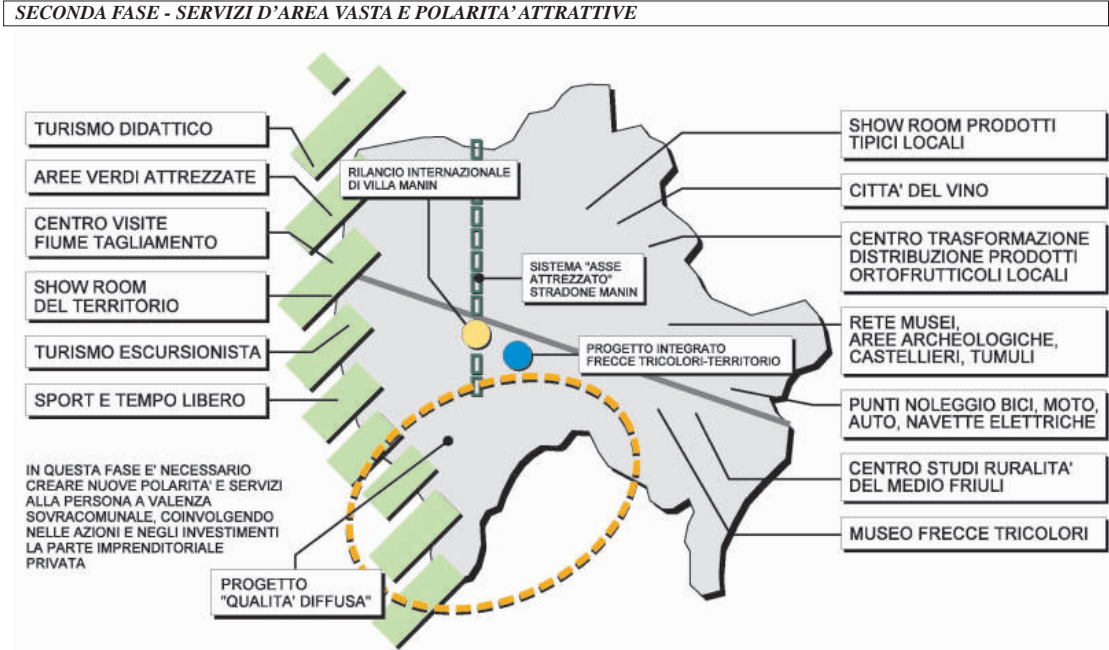 SECONDA FASE - SERVIZI D'AREA VASTA E POLARITA' ATTRATTIVE
TURISMO DIDATTICO
AREE VERDI ATTREZZATE
CENTRO VISITE
FIUME TAGLIAMENTO
SHOW ROOM
DEL TERRITORIO
TURISMO ESCURSIONISTA
SPORT E TEMPO LIBERO
IN QUESTA FASE E' NECESSARIO
CREARE NUOVE POLARITA' E SERVIZI
ALLA PERSONA A VALENZA
SOVRACOMUNALE, COINVOLGENDO
NELLE AZIONI E NEGLI INVESTIMENTI
LA PARTE IMPRENDITORIALE
PRIVATA
PROGETTO
"QUALITA' DIFFUSA"
RILANCIO INTERNAZIONALE
DI VILLA MANIN
SISTEMA "ASSE
ATTREZZATO"
STRADONE MANIN
PROGETTO INTEGRATO
FRECCE TRICOLORI-TERRITORIO
SHOW ROOM PRODOTTI
TIPICI LOCALI
CITTA' DEL VINO
CENTRO TRASFORMAZIONE
DISTRIBUZIONE PRODOTTI
ORTOFRUTTICOLI LOCALI
RETE MUSEI,
AREE ARCHEOLOGICHE,
CASTELLIERI, TUMULI
PUNTI NOLEGGIO BICI, MOTO,
AUTO, NAVETTE ELETTRICHE
CENTRO STUDI RURALITA'
DEL MEDIO FRIULI
MUSEO FRECCE TRICOLORI